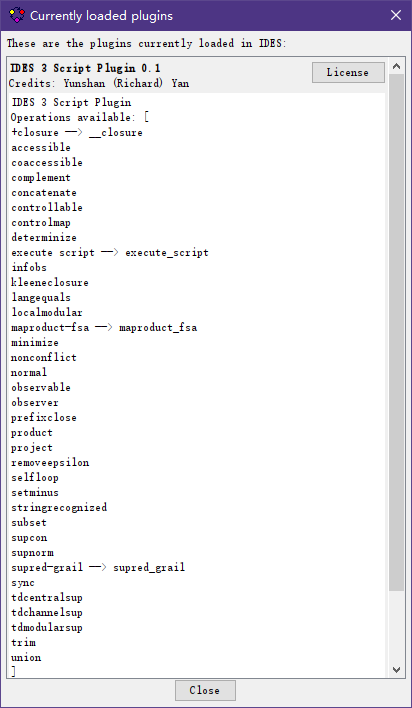 Currently loaded plugins
These are the plugins currently loaded in IDES:
IDES 3 Script Plugin 0.1
License
Credits: Yunshan (Richard) Yan
IDES 3 Script Plugin
Operations available: [
+closure --> __closure
accessible
coaccessible
complement
concatenate
controllable
controlmap
determinize
execute script --> execute_script
infobs
kleeneclosure
langequals
localmodular
maproduct-fsa --> maproduct_fsa
minimize
nonconflict
normal
observable
observer
prefixclose
product
project
removeepsilon
selfloop
setminus
stringrecognized
subset
supcon
supnorm
supred-grail --> supred_grail
sync
tdcentralsup
tdchannelsup
tdmodularsup
trim
union
]
Close